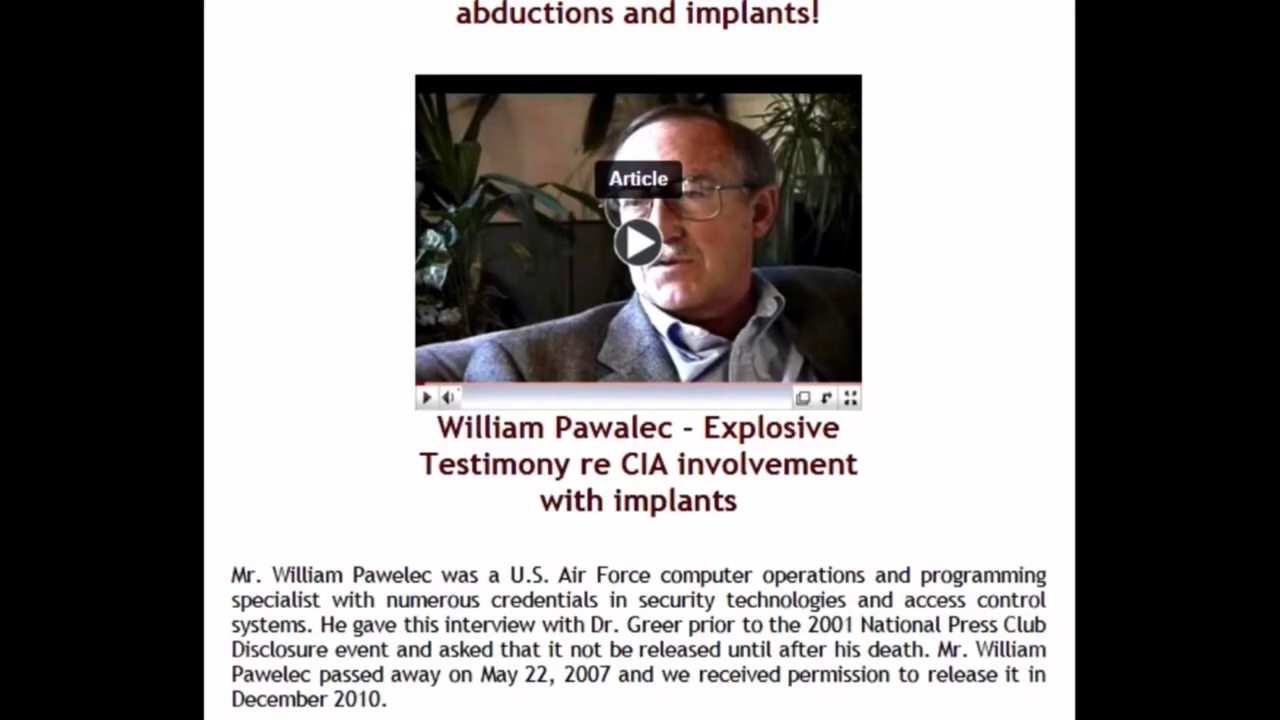 abductions and implants!
Article
William Pawalec - Explosive
Testimony re CIA involvement
with implants
Mr. William Pawelec was a U.S. Air Force computer operations and programming
specialist with numerous credentials in security technologies and access control
systems. He gave this interview with Dr. Greer prior to the 2001 National Press Club
Disclosure event and asked that it not be released until after his death. Mr. William
Pawelec passed away on May 22, 2007 and we received permission to release it in
December 2010.